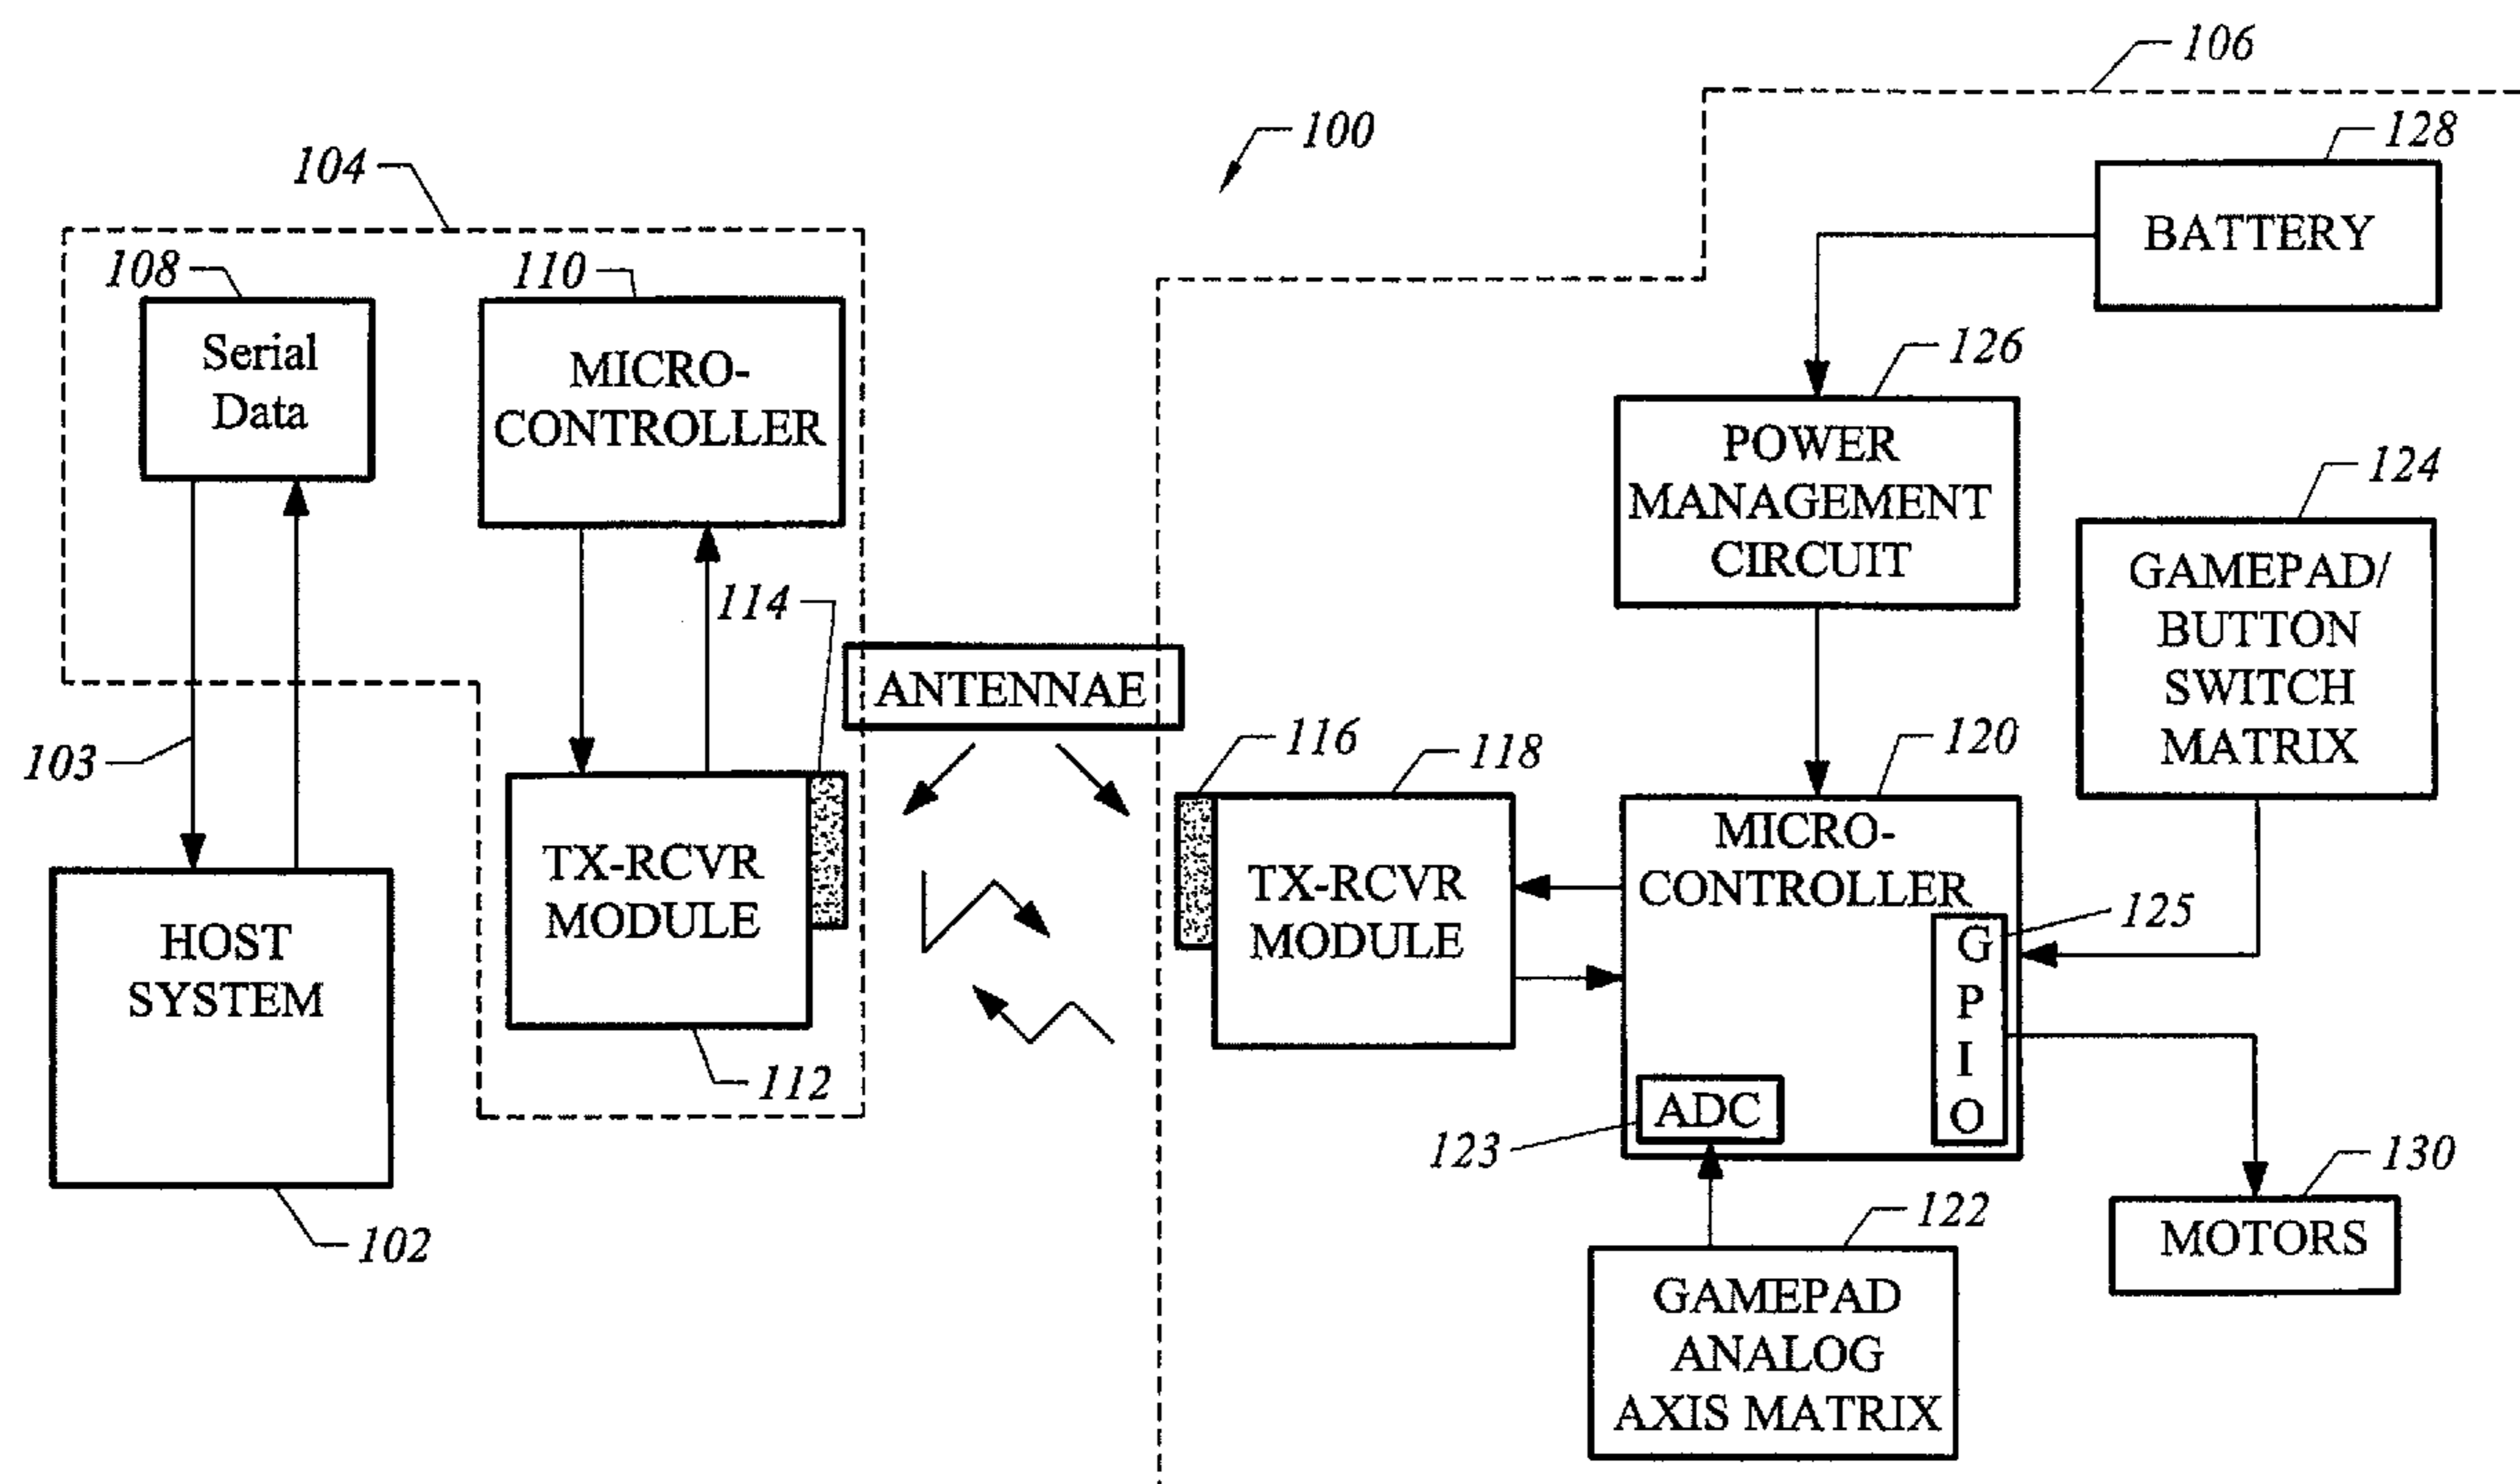 106
100
128
104
BATTERY
108
110
Serial
Data
MICRO-
CONTROLLER
126
POWER
MANAGEMENT
CIRCUIT
124
GAMEPAD/
BUTTON
SWITCH
MATRIX
114
ANTENNAE
103
116
118
120
TX-RCVR
MODULE
TX-RCVR
MODULE
MICRO-
CONTROLLER
125
G
P
I
O
HOST
SYSTEM
112
ADC
123
130
102
122
MOTORS
GAMEPAD
ANALOG
AXIS MATRIX